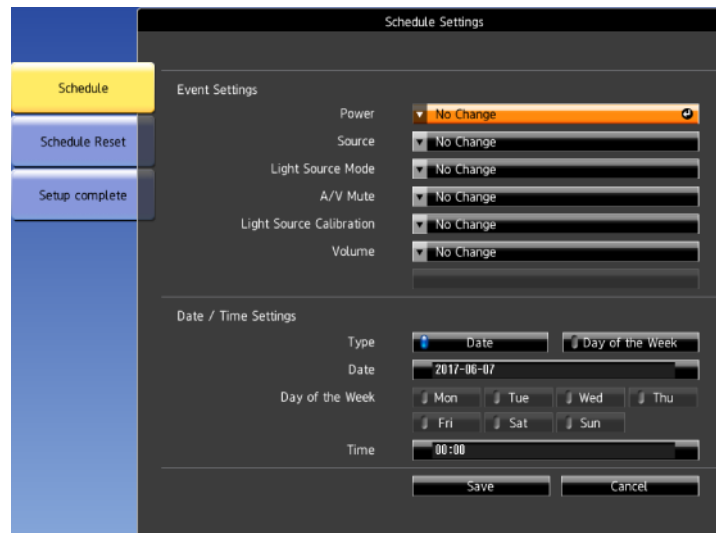 Schedule Settings
Schedule
Schedule Reset
Setup complete
Event Settings
Power No Change
Source No Change
Light Source Mode No Change
A/V Mute No Change
Light Source Calibration No Change
Volume No Change
Date / Time Settings
Type Date Day of the Week
Date 2017-06-07
Day of the Week Mon Tue Wed Thu
Fri Sat Sun
Time 00:00
Save Cancel